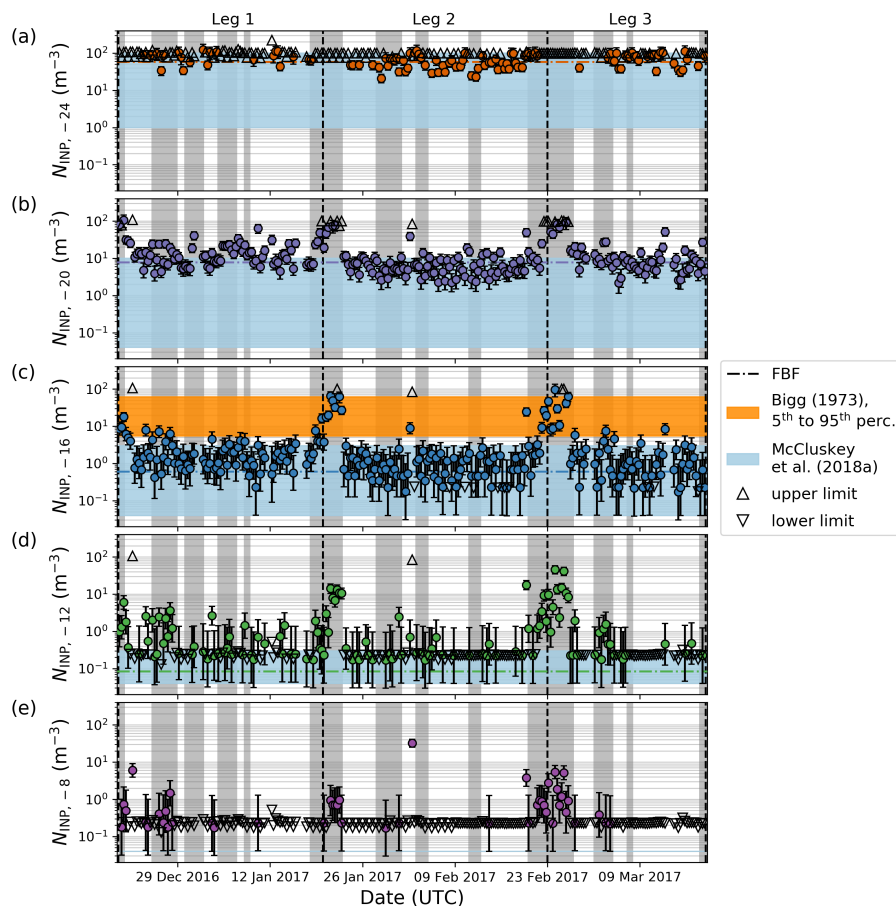 Leg 1 Leg 2 Leg 3
(a)
10² 10¹ 10⁰ 10⁻¹
N_INP, −24 (m⁻³)
(b)
10² 10¹ 10⁰ 10⁻¹
N_INP, −20 (m⁻³)
(c)
10² 10¹ 10⁰ 10⁻¹
N_INP, −16 (m⁻³)
FBF
Bigg (1973),
5ᵗʰ to 95ᵗʰ perc.
McCluskey
et al. (2018a)
upper limit
lower limit
(d)
10² 10¹ 10⁰ 10⁻¹
N_INP, −12 (m⁻³)
(e)
10² 10¹ 10⁰ 10⁻¹
N_INP, −8 (m⁻³)
29 Dec 2016 12 Jan 2017 26 Jan 2017 09 Feb 2017 23 Feb 2017 09 Mar 2017
Date (UTC)